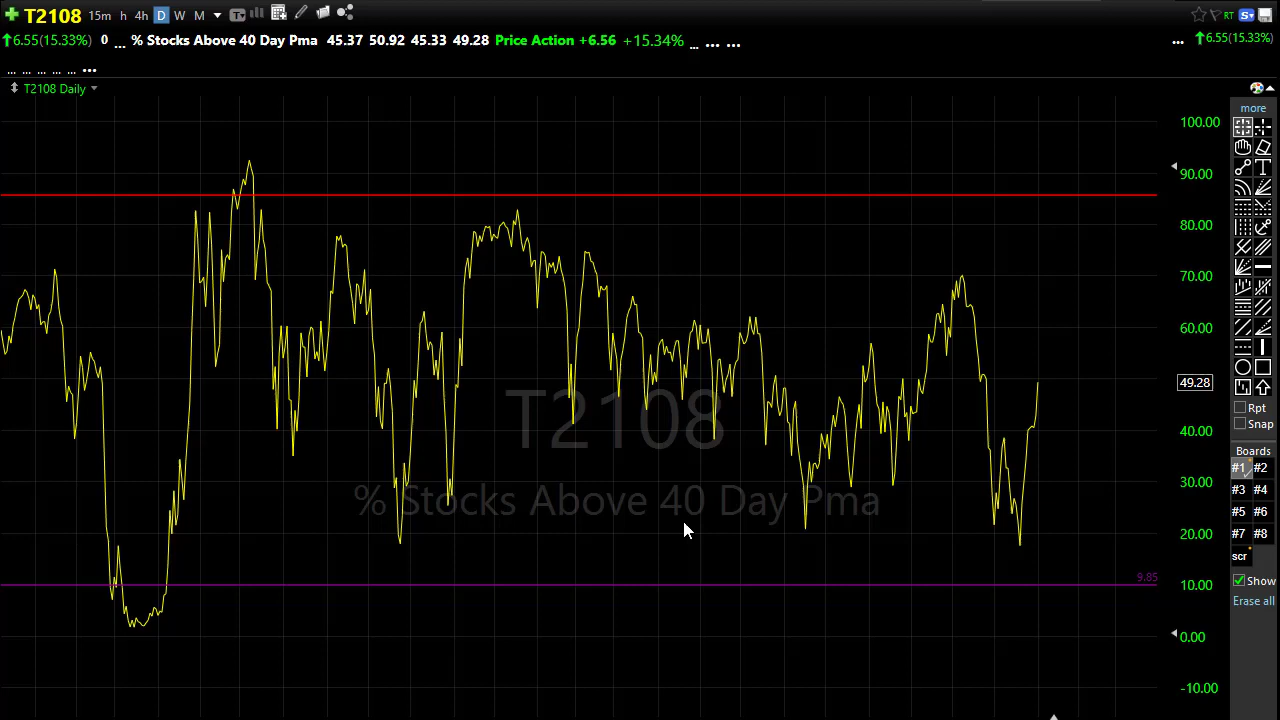 T2108 15m h 4h D W M RT S
6.55(15.33%) 0 ... % Stocks Above 40 Day Pma 45.37 50.92 45.33 49.28 Price Action +6.56 +15.34% ... ... ... ... 6.55(15.33%)
... ... ... ... ... ...
T2108 Daily
more
100.00
90.00
80.00
70.00
60.00
49.28
40.00
30.00
20.00
10.00
0.00
-10.00
9.85
T2108
% Stocks Above 40 Day Pma
T
Rpt
Snap
Boards
#1 #2
#3 #4
#5 #6
#7 #8
scr
Show
Erase all